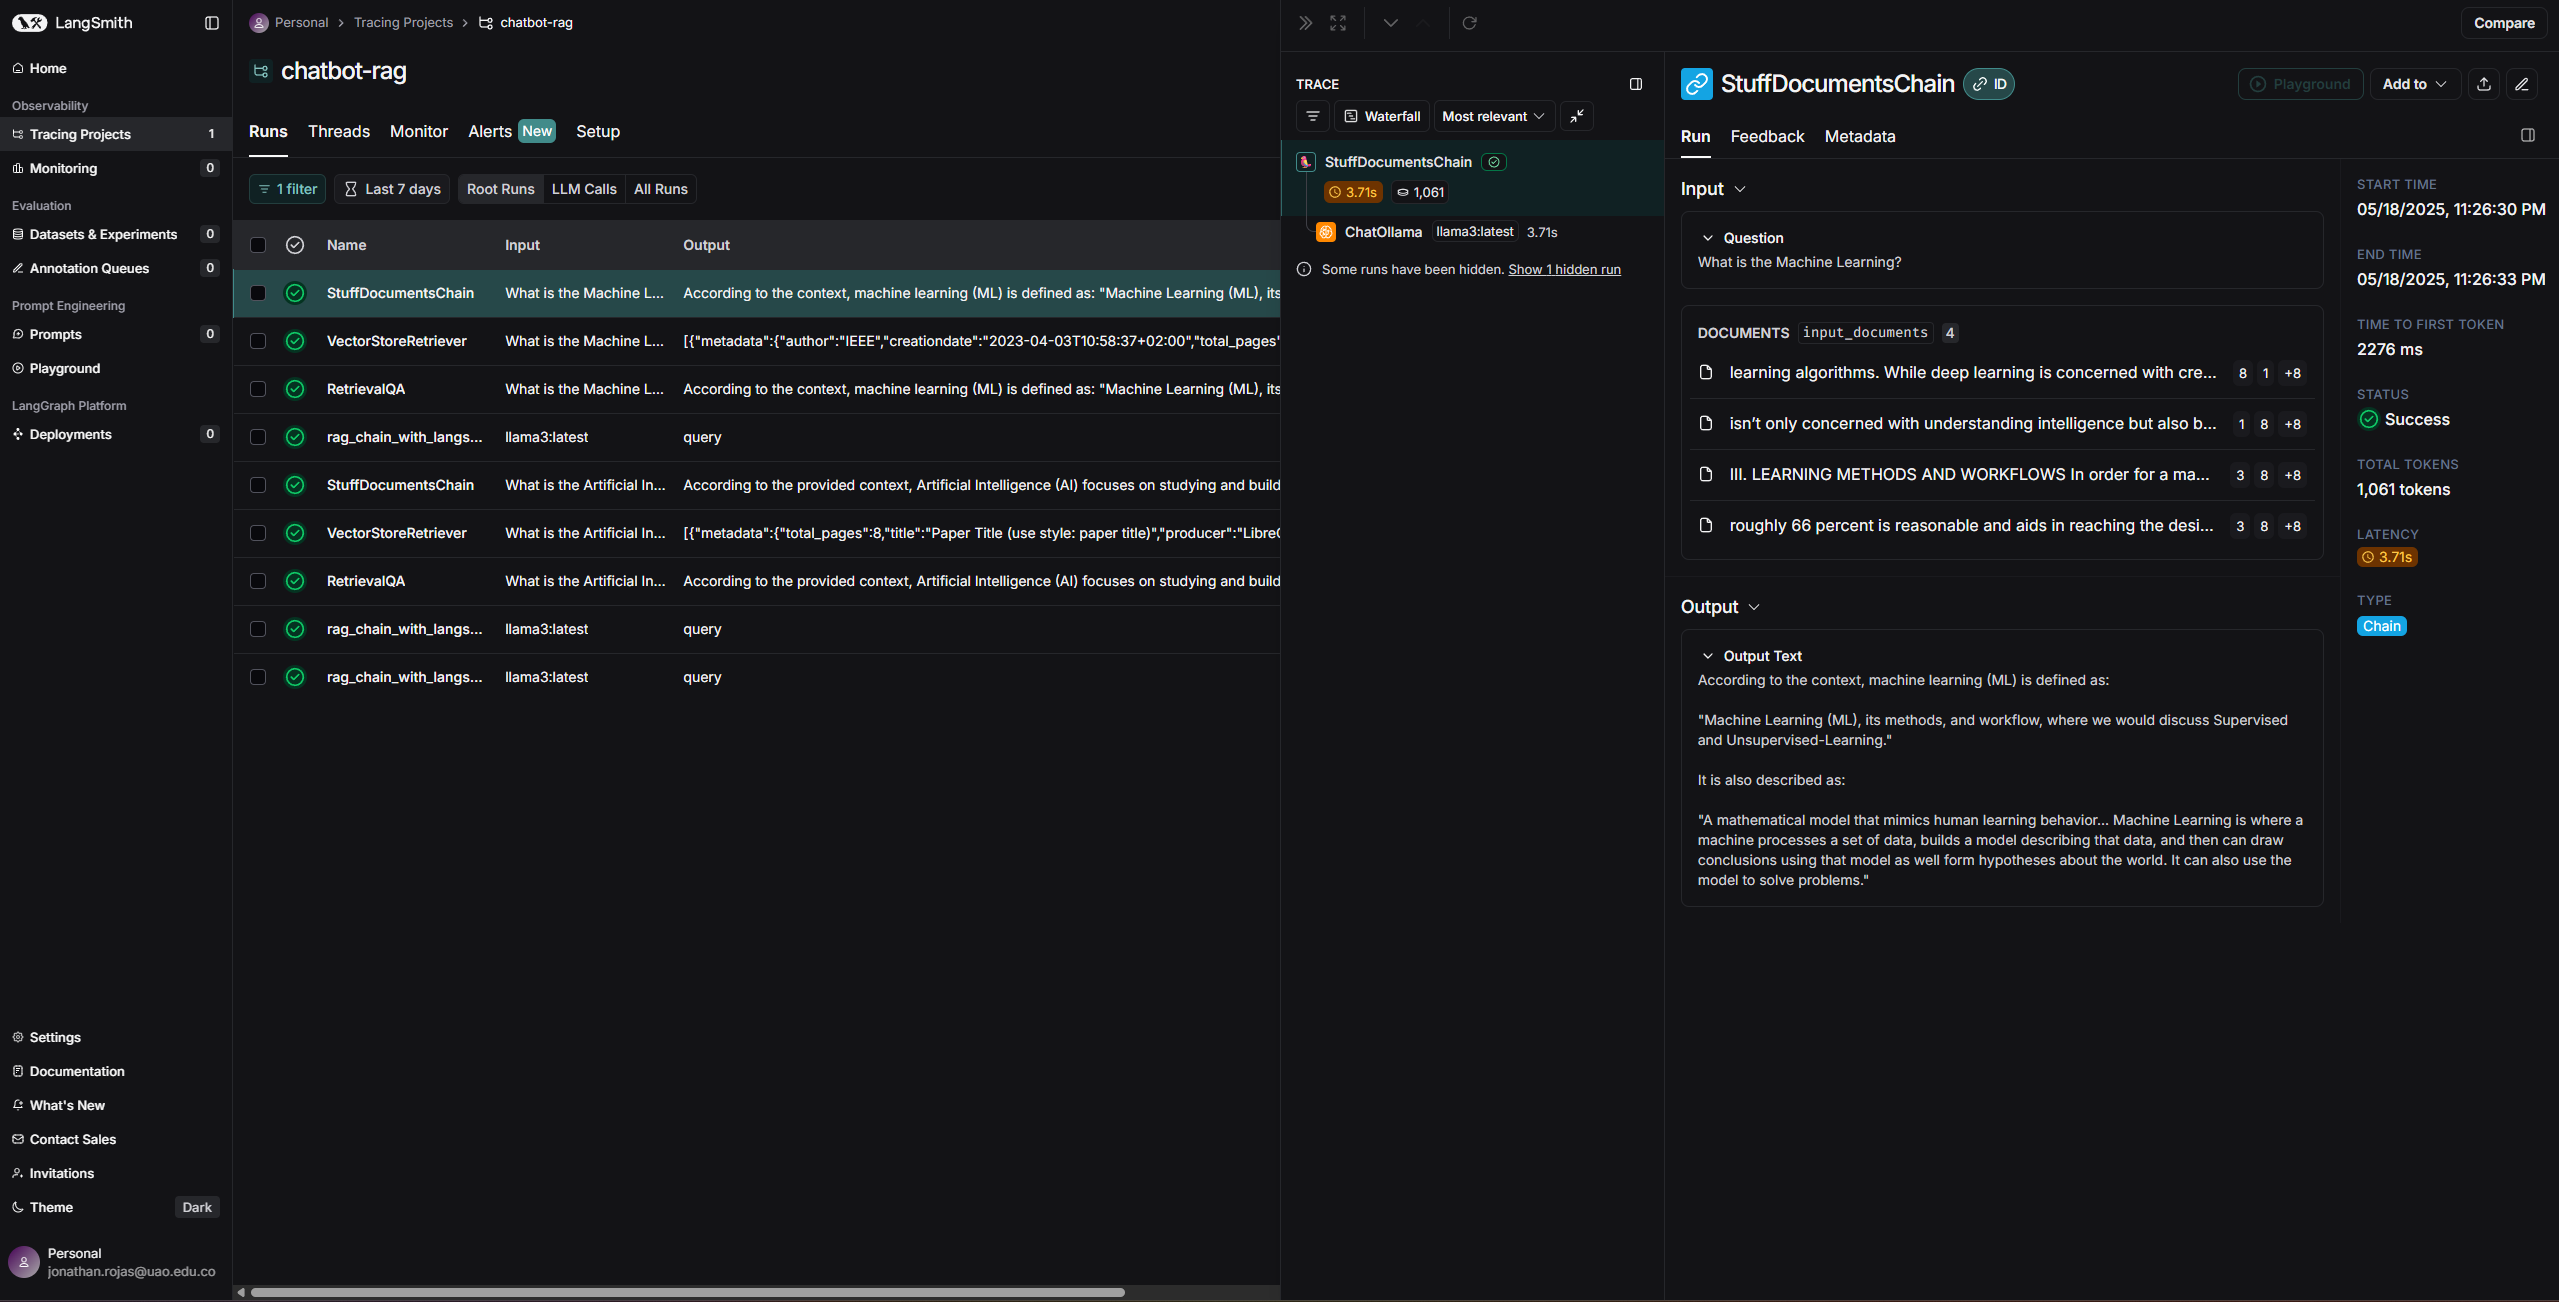 LangSmith
Home
Observability
Tracing Projects 1
Monitoring 0
Evaluation
Datasets & Experiments 0
Annotation Queues 0
Prompt Engineering
Prompts 0
Playground
LangGraph Platform
Deployments 0
Settings
Documentation
What's New
Contact Sales
Invitations
Theme Dark
Personal
jonathan.rojas@uao.edu.co
Personal > Tracing Projects > chatbot-rag
chatbot-rag
Runs Threads Monitor Alerts New Setup
1 filter Last 7 days Root Runs LLM Calls All Runs
Name Input Output
StuffDocumentsChain What is the Machine L... According to the context, machine learning (ML) is defined as: "Machine Learning (ML), its
VectorStoreRetriever What is the Machine L... [{"metadata":{"author":"IEEE","creationdate":"2023-04-03T10:58:37+02:00","total_pages"
RetrievalQA What is the Machine L... According to the context, machine learning (ML) is defined as: "Machine Learning (ML), its
rag_chain_with_langs... llama3:latest query
StuffDocumentsChain What is the Artificial In... According to the provided context, Artificial Intelligence (AI) focuses on studying and build
VectorStoreRetriever What is the Artificial In... [{"metadata":{"total_pages":8,"title":"Paper Title (use style: paper title)","producer":"LibreO
RetrievalQA What is the Artificial In... According to the provided context, Artificial Intelligence (AI) focuses on studying and build
rag_chain_with_langs... llama3:latest query
rag_chain_with_langs... llama3:latest query
Compare
TRACE
Waterfall Most relevant
StuffDocumentsChain
3.71s 1,061
ChatOllama llama3:latest 3.71s
Some runs have been hidden. Show 1 hidden run
StuffDocumentsChain ID
Playground Add to
Run Feedback Metadata
Input
Question
What is the Machine Learning?
DOCUMENTS input_documents 4
learning algorithms. While deep learning is concerned with cre... 8 1 +8
isn’t only concerned with understanding intelligence but also b... 1 8 +8
III. LEARNING METHODS AND WORKFLOWS In order for a ma... 3 8 +8
roughly 66 percent is reasonable and aids in reaching the desi... 3 8 +8
Output
Output Text
According to the context, machine learning (ML) is defined as:
"Machine Learning (ML), its methods, and workflow, where we would discuss Supervised
and Unsupervised-Learning."
It is also described as:
"A mathematical model that mimics human learning behavior... Machine Learning is where a
machine processes a set of data, builds a model describing that data, and then can draw
conclusions using that model as well form hypotheses about the world. It can also use the
model to solve problems."
START TIME
05/18/2025, 11:26:30 PM
END TIME
05/18/2025, 11:26:33 PM
TIME TO FIRST TOKEN
2276 ms
STATUS
Success
TOTAL TOKENS
1,061 tokens
LATENCY
3.71s
TYPE
Chain